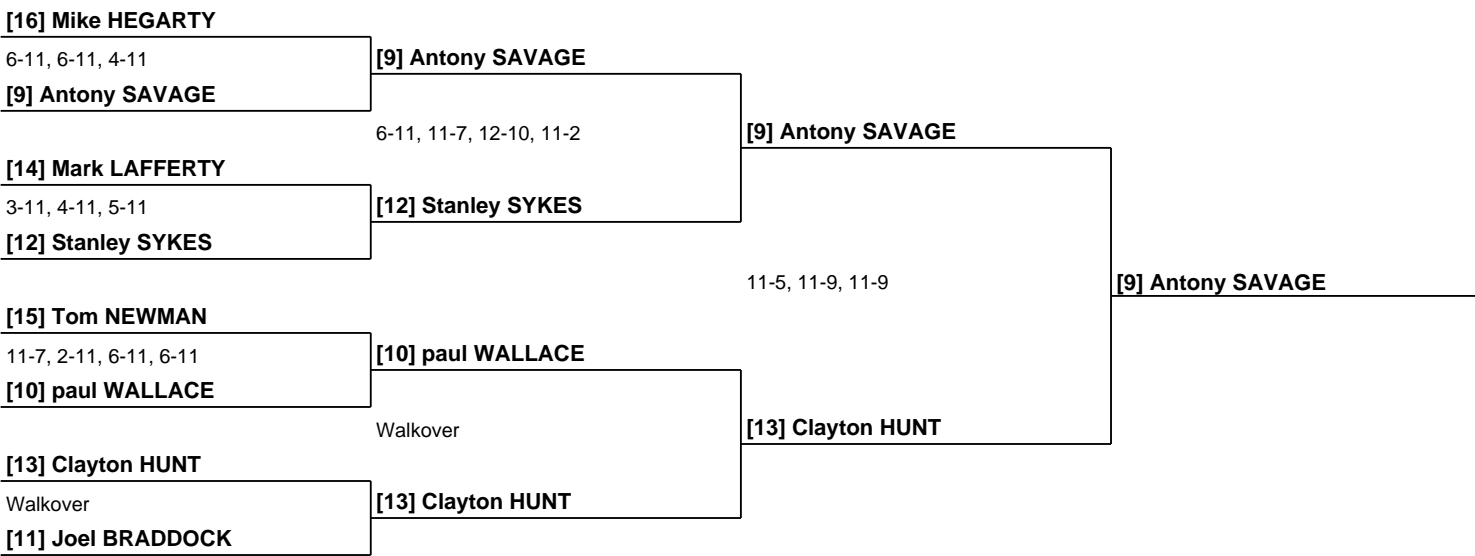 [16] Mike HEGARTY
6-11, 6-11, 4-11
[9] Antony SAVAGE
[9] Antony SAVAGE
6-11, 11-7, 12-10, 11-2
[9] Antony SAVAGE
[14] Mark LAFFERTY
3-11, 4-11, 5-11
[12] Stanley SYKES
[12] Stanley SYKES
11-5, 11-9, 11-9
[9] Antony SAVAGE
[15] Tom NEWMAN
11-7, 2-11, 6-11, 6-11
[10] paul WALLACE
[10] paul WALLACE
Walkover
[13] Clayton HUNT
[13] Clayton HUNT
Walkover
[13] Clayton HUNT
[11] Joel BRADDOCK